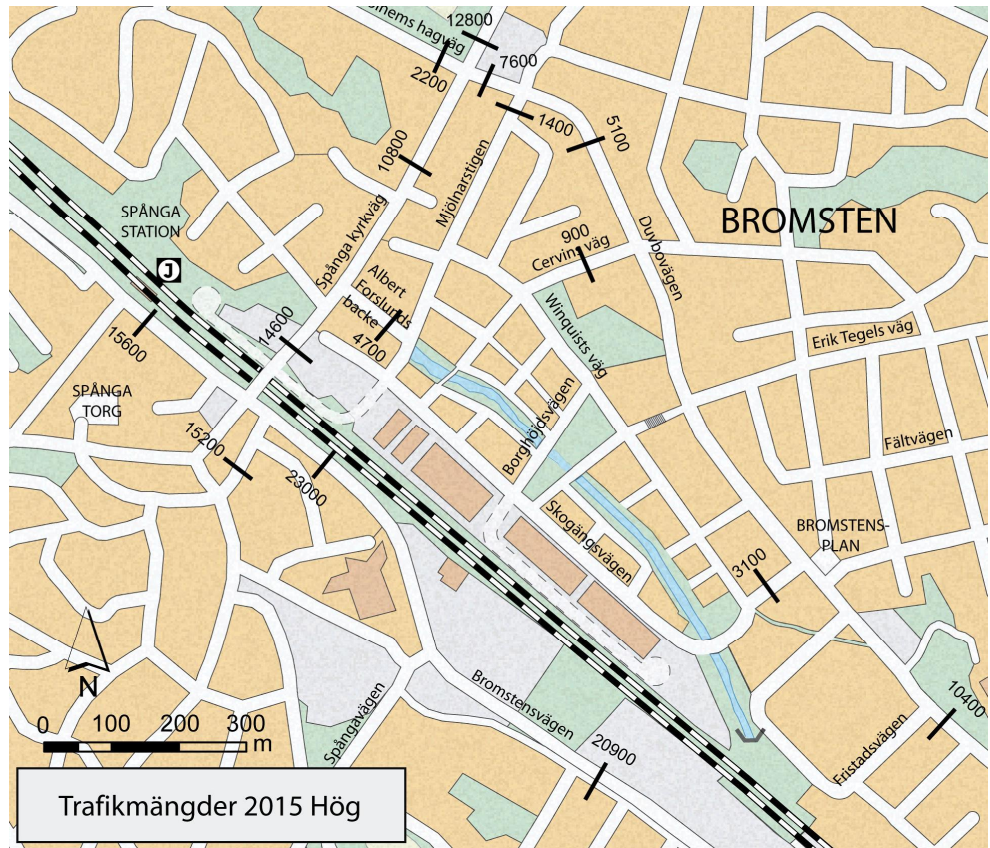 hagväg
12800
7600
2200
1400
5100
10800
Mjölnarstigen
SPÅNGA
STATION
J
Spånga kyrkväg
BROMSTEN
Duvbovägen
900
Cervins väg
Albert
Forslunds
backe
4700
Winquists väg
15600
14600
Erik Tegels väg
SPÅNGA
TORG
15200
23000
Borghöjdsvägen
Fältvägen
Skogängsvägen
BROMSTENS-
PLAN
3100
N
Bromstensvägen
Spångavägen
10400
Fristadsvägen
20900
0 100 200 300
m
Trafikmängder 2015 Hög